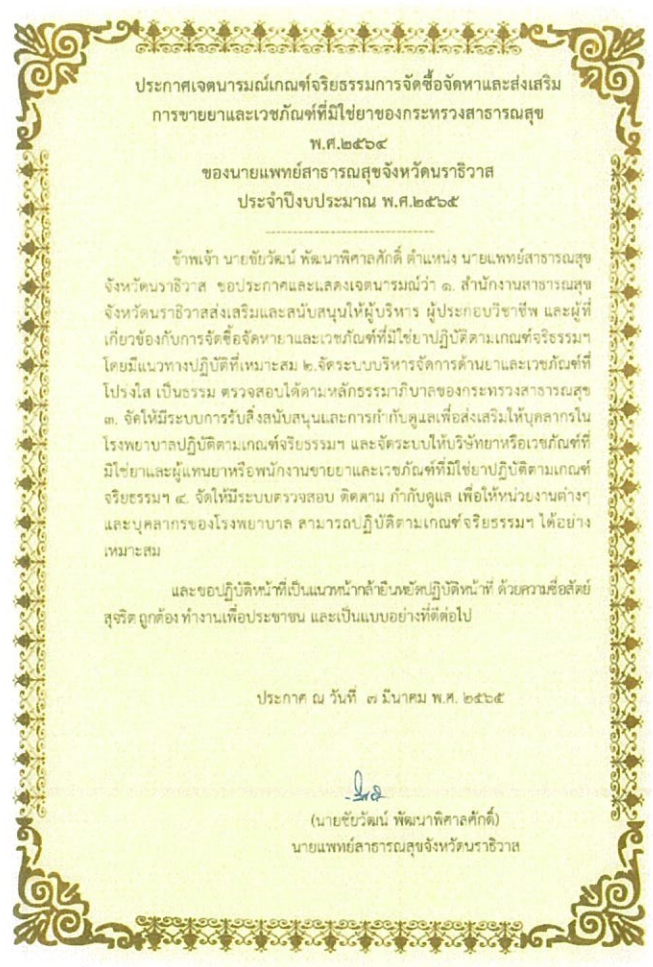 ประกาศเจตนารมณ์เกณฑ์จริยธรรมการจัดซื้อจัดหาและส่งเสริม
การขายยาและเวชภัณฑ์ที่มิใช่ยาของกระทรวงสาธารณสุข
พ.ศ.๒๕๖๔
ของนายแพทย์สาธารณสุขจังหวัดนราธิวาส
ประจำปีงบประมาณ พ.ศ.๒๕๖๕
ข้าพเจ้า นายชัยวัฒน์ พัฒนาพิศาลศักดิ์ ตำแหน่ง นายแพทย์สาธารณสุข
จังหวัดนราธิวาส ขอประกาศและแสดงเจตนารมณ์ว่า ๑. สำนักงานสาธารณสุข
จังหวัดนราธิวาสส่งเสริมและสนับสนุนให้ผู้บริหาร ผู้ประกอบวิชาชีพ และผู้ที่
เกี่ยวข้องกับการจัดซื้อจัดหายาและเวชภัณฑ์ที่มิใช่ยาปฏิบัติตามเกณฑ์จริธรรมฯ
โดยมีแนวทางปฏิบัติที่เหมาะสม ๒.จัดระบบบริหารจัดการด้านยาและเวชภัณฑ์ที่
โปร่งใส เป็นธรรม ตรวจสอบได้ตามหลักธรรมาภิบาลของกระทรวงสาธารณสุข
๓. จัดให้มีระบบการรับสิ่งสนับสนุนและการกำกับดูแลเพื่อส่งเสริมให้บุคลากรใน
โรงพยาบาลปฏิบัติตามเกณฑ์จริยธรรมฯ และจัดระบบให้บริษัทยาหรือเวชภัณฑ์ที่
มิใช่ยาและผู้แทนยาหรือพนักงานขายยาและเวชภัณฑ์ที่มิใช่ยาปฏิบัติตามเกณฑ์
จริยธรรมฯ ๔. จัดให้มีระบบตรวจสอบ ติดตาม กำกับดูแล เพื่อให้หน่วยงานต่างๆ
และบุคลากรของโรงพยาบาล สามารถปฏิบัติตามเกณฑ์จริยธรรมฯ ได้อย่าง
เหมาะสม
และขอปฏิบัติหน้าที่เป็นแนวหน้ากล้ายืนหยัดปฏิบัติหน้าที่ ด้วยความซื่อสัตย์
สุจริต ถูกต้อง ทำงานเพื่อประชาชน และเป็นแบบอย่างที่ดีต่อไป
ประกาศ ณ วันที่ ๗ มีนาคม พ.ศ. ๒๕๖๕
(นายชัยวัฒน์ พัฒนาพิศาลศักดิ์)
นายแพทย์สาธารณสุขจังหวัดนราธิวาส